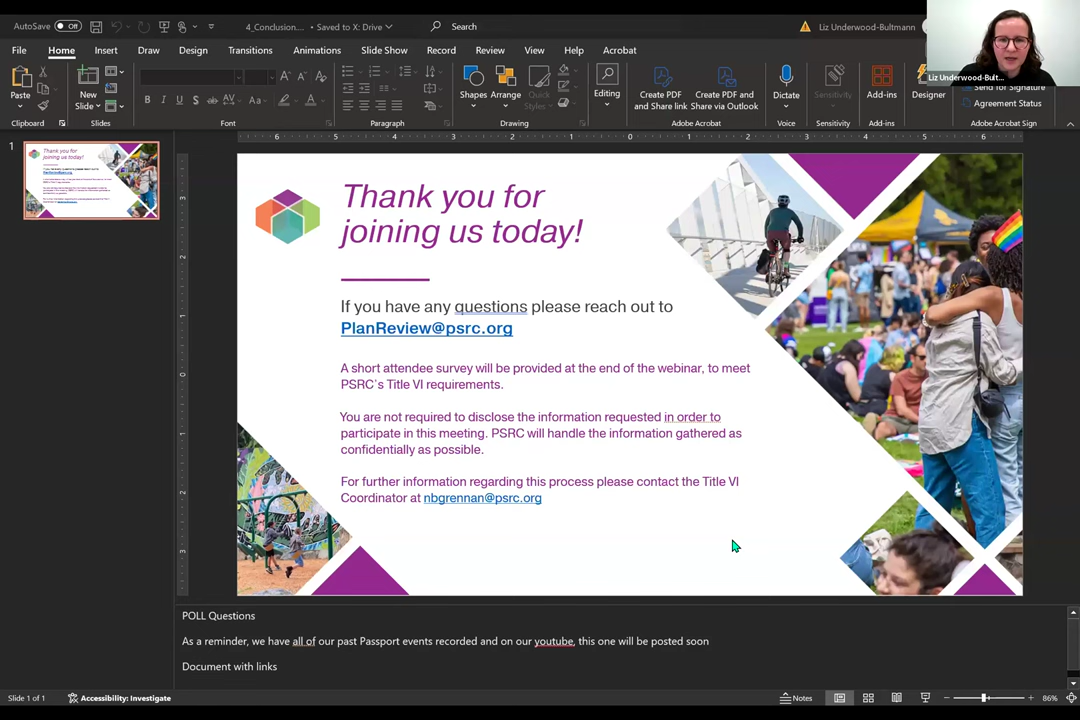 AutoSave Off 4_Conclusion.... • Saved to X: Drive Search Liz Underwood-Bultmann
File Home Insert Draw Design Transitions Animations Slide Show Record Review View Help Acrobat
Liz Underwood-Bult...
Paste
New
Slide
Shapes
Arrange
Quick
Styles
Editing
Create PDF
and Share link
Create PDF and
Share via Outlook
Dictate
Sensitivity
Add-ins
Designer
Send for Signature
Agreement Status
Clipboard Slides Font Paragraph Drawing Adobe Acrobat Voice Sensitivity Add-ins Adobe Acrobat Sign
1
Thank you for
joining us today!
If you have any questions please reach out to
PlanReview@psrc.org
A short attendee survey will be provided at the end of the webinar, to meet
PSRC's Title VI requirements.
You are not required to disclose the information requested in order to
participate in this meeting. PSRC will handle the information gathered as
confidentially as possible.
For further information regarding this process please contact the Title VI
Coordinator at nbgrennan@psrc.org
POLL Questions
As a reminder, we have all of our past Passport events recorded and on our youtube, this one will be posted soon
Document with links
Slide 1 of 1 Accessibility: Investigate Notes 86%